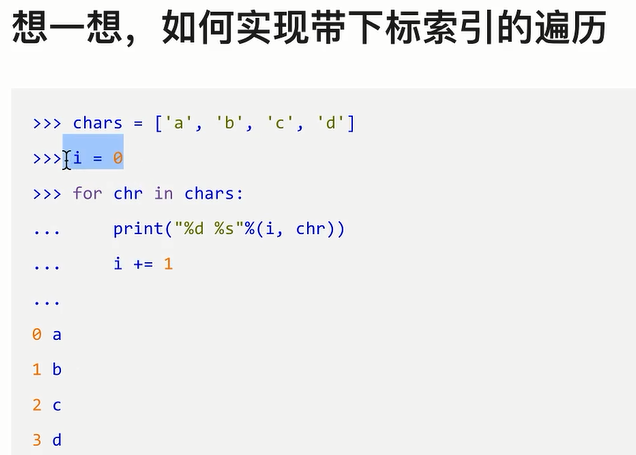 想一想，如何实现带下标索引的遍历
>>> chars = ['a', 'b', 'c', 'd']
>>> i = 0
>>> for chr in chars:
...     print("%d %s"%(i, chr))
...     i += 1
...
0 a
1 b
2 c
3 d